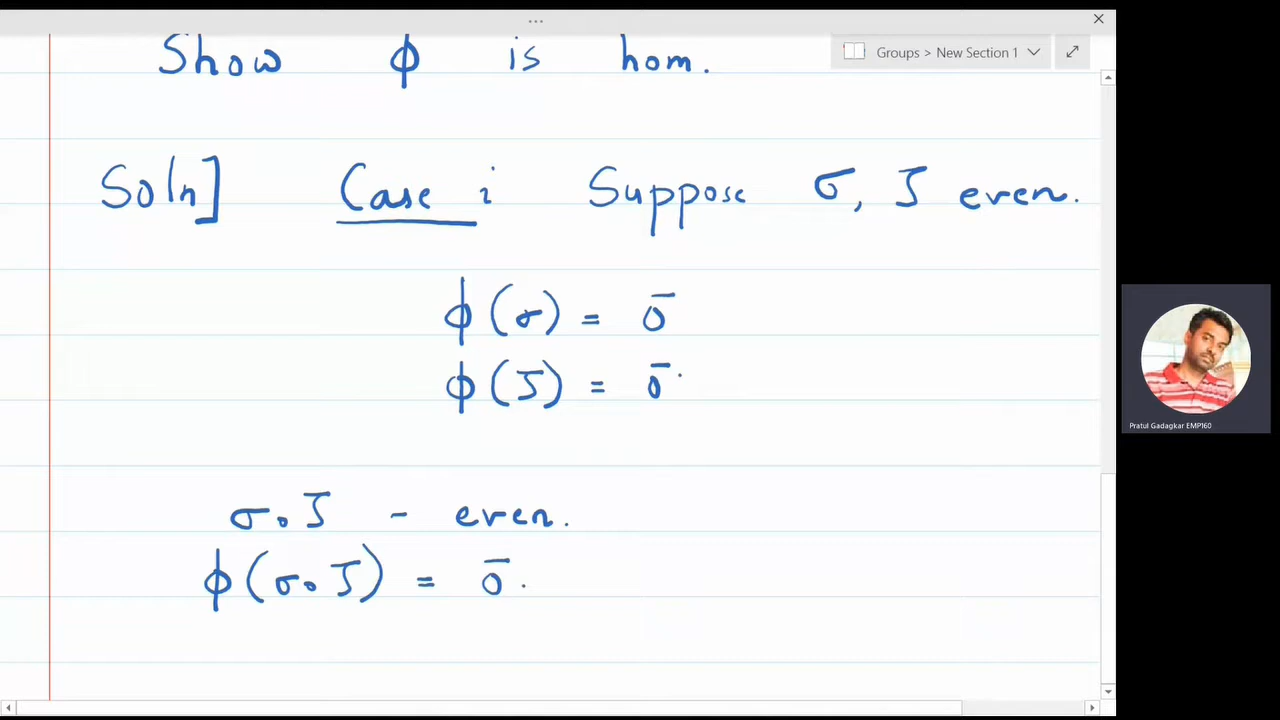 Show ϕ is hom.
Groups > New Section 1
Soln] Case i Suppose σ, τ even.
ϕ(σ) = 0̄
ϕ(τ) = 0̄.
σ∘τ - even.
ϕ(σ∘τ) = 0̄.
Pratul Gadagkar EMP160